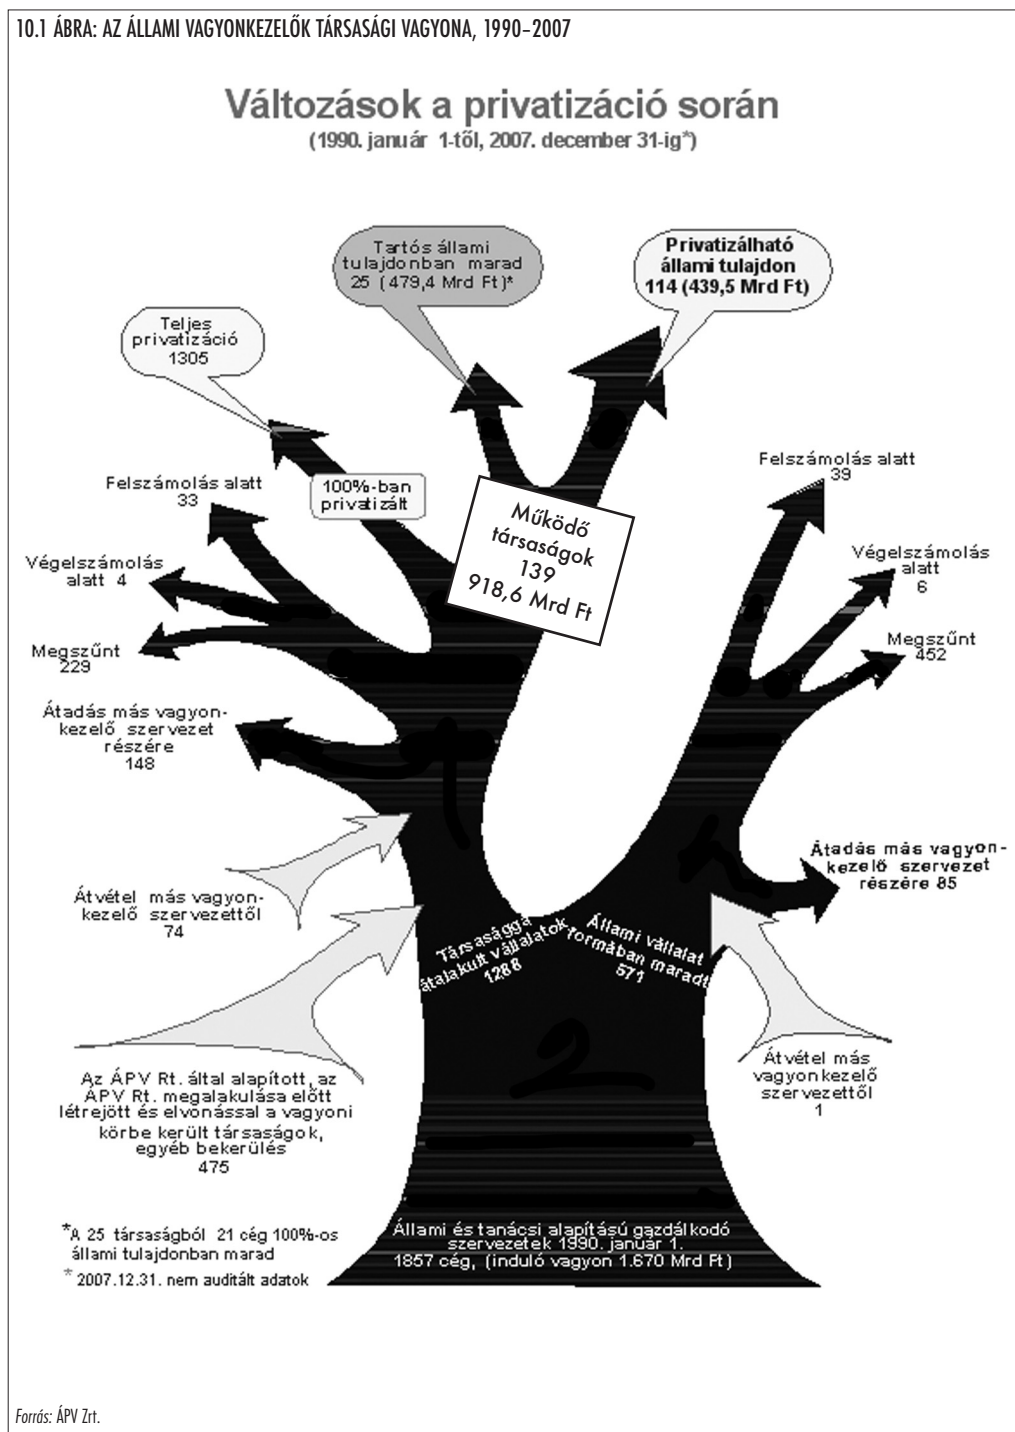 10.1 ÁBRA: AZ ÁLLAMI VAGYONKEZELŐK TÁRSASÁGI VAGYONA, 1990–2007
Változások a privatizáció során
(1990. január 1-től, 2007. december 31-ig*)
Tartós állami
tulajdonban marad
25 (479,4 Mrd Ft)*
Privatizálható
állami tulajdon
114 (439,5 Mrd Ft)
Teljes
privatizáció
1305
100%-ban
privatizált
Működő
társaságok
139
918,6 Mrd Ft
Felszámolás alatt
33
Felszámolás alatt
39
Végelszámolás
alatt 4
Végelszámolás
alatt
6
Megszűnt
229
Megszűnt
452
Átadás más vagyon-
kezelő szervezet
részére
148
Átadás más vagyon-
kezelő szervezet
részére 85
Átvétel más vagyon-
kezelő szervezettől
74
Társasággá
átalakult vállalatok
1288
Állami vállalat
formában maradt
571
Az ÁPV Rt. által alapított, az
ÁPV Rt. megalakulása előtt
létrejött és elvonással a vagyoni
körbe került társaságok,
egyéb bekerülés
475
Átvétel más
vagyonkezelő
szervezettől
1
2
*A 25 társaságból 21 cég 100%-os
állami tulajdonban marad
* 2007.12.31. nem auditált adatok
Állami és tanácsi alapítású gazdálkodó
szervezetek 1990. január 1.
1857 cég, (induló vagyon 1.670 Mrd Ft)
Forrás: ÁPV Zrt.